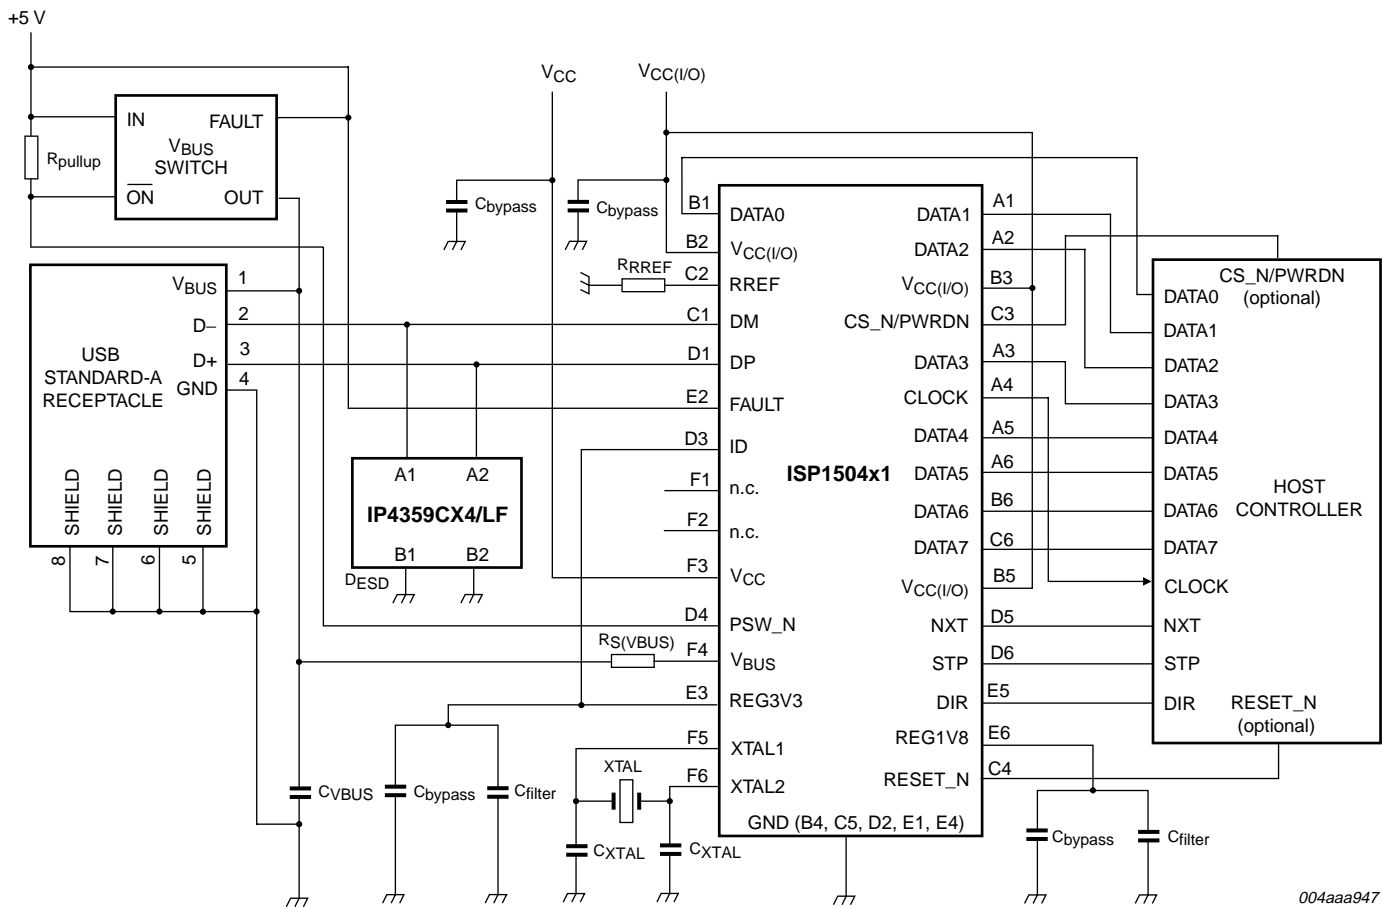 +5 V
VCC
VCC(I/O)
IN
FAULT
VBUS
SWITCH
ON
OUT
Rpullup
Cbypass
Cbypass
B1
DATA0
B2
VCC(I/O)
RRREF
C2
RREF
C1
DM
D1
DP
E2
FAULT
D3
ID
F1
n.c.
F2
n.c.
F3
VCC
D4
PSW_N
RS(VBUS)
F4
VBUS
E3
REG3V3
F5
XTAL1
F6
XTAL2
ISP1504x1
GND (B4, C5, D2, E1, E4)
DATA1
A1
DATA2
A2
VCC(I/O)
B3
CS_N/PWRDN
C3
DATA3
A3
CLOCK
A4
DATA4
A5
DATA5
A6
DATA6
B6
DATA7
C6
VCC(I/O)
B5
NXT
D5
STP
D6
DIR
E5
REG1V8
E6
RESET_N
C4
CS_N/PWRDN
(optional)
DATA0
DATA1
DATA2
DATA3
DATA4
DATA5
DATA6
DATA7
HOST
CONTROLLER
CLOCK
NXT
STP
DIR
RESET_N
(optional)
VBUS
1
D–
2
D+
3
GND
4
USB
STANDARD-A
RECEPTACLE
SHIELD
SHIELD
SHIELD
SHIELD
8
7
6
5
A1
A2
IP4359CX4/LF
B1
B2
DESD
CVBUS
Cbypass
Cfilter
XTAL
CXTAL
CXTAL
Cbypass
Cfilter
004aaa947